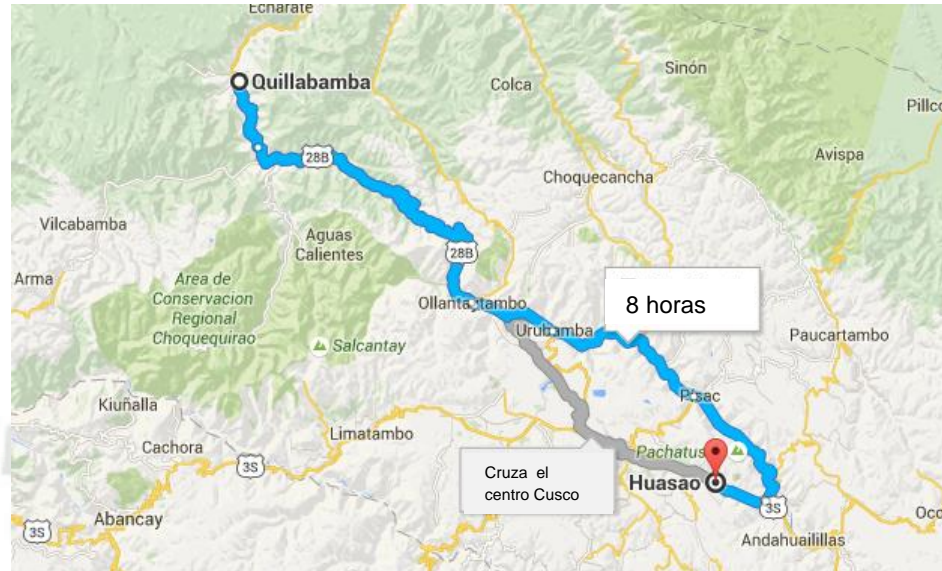 Echarate
Quillabamba
Colca
Sinón
Pillco
28B
Avispa
Choquecancha
Vilcabamba
Aguas
Calientes
28B
Arma
Area de
Conservacion
Regional
Choquequirao
Ollantaytambo
8 horas
Urubamba
Paucartambo
Salcantay
Pisac
Kiuñalla
Limatambo
Cachora
3S
Cruza el
centro Cusco
Pachatus
Huasao
3S
Abancay
3S
Andahuailillas
Oco